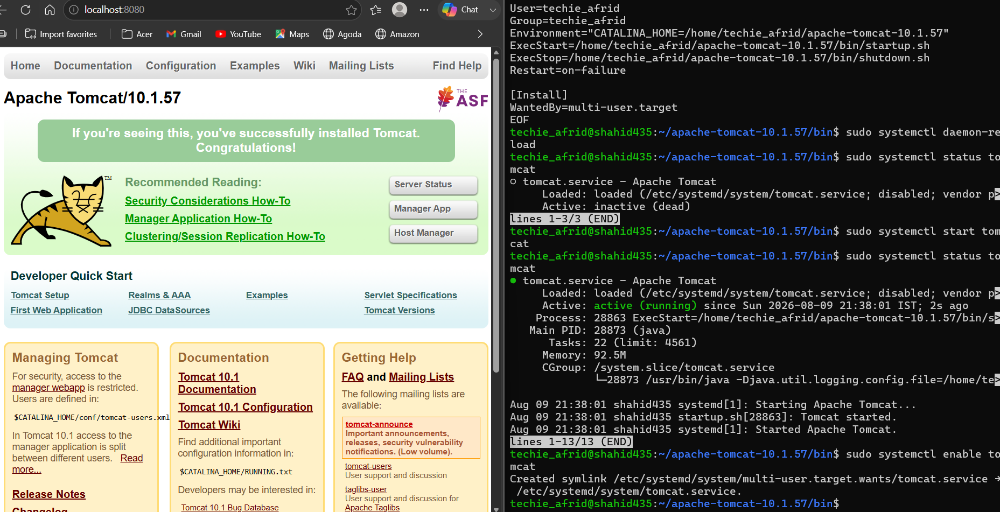 localhost:8080
Chat
Import favorites
Acer
Gmail
YouTube
Maps
Agoda
Amazon
Home Documentation Configuration Examples Wiki Mailing Lists Find Help
Apache Tomcat/10.1.57
THE
ASF
If you're seeing this, you've successfully installed Tomcat.
Congratulations!
TM
Recommended Reading:
Security Considerations How-To
Manager Application How-To
Clustering/Session Replication How-To
Server Status
Manager App
Host Manager
Developer Quick Start
Tomcat Setup
First Web Application
Realms & AAA
JDBC DataSources
Examples
Servlet Specifications
Tomcat Versions
Managing Tomcat
For security, access to the
manager webapp is restricted.
Users are defined in:
$CATALINA_HOME/conf/tomcat-users.xml
In Tomcat 10.1 access to the
manager application is split
between different users. Read
more...
Release Notes
Changelog
Documentation
Tomcat 10.1
Documentation
Tomcat 10.1 Configuration
Tomcat Wiki
Find additional important
configuration information in:
$CATALINA_HOME/RUNNING.txt
Developers may be interested in:
Tomcat 10.1 Bug Database
Getting Help
FAQ and Mailing Lists
The following mailing lists are
available:
tomcat-announce
Important announcements,
releases, security vulnerability
notifications. (Low volume).
tomcat-users
User support and discussion
taglibs-user
User support and discussion for
Apache Taglibs
User=techie_afrid
Group=techie_afrid
Environment="CATALINA_HOME=/home/techie_afrid/apache-tomcat-10.1.57"
ExecStart=/home/techie_afrid/apache-tomcat-10.1.57/bin/startup.sh
ExecStop=/home/techie_afrid/apache-tomcat-10.1.57/bin/shutdown.sh
Restart=on-failure
[Install]
WantedBy=multi-user.target
EOF
techie_afrid@shahid435:~/apache-tomcat-10.1.57/bin$ sudo systemctl daemon-re
load
techie_afrid@shahid435:~/apache-tomcat-10.1.57/bin$ sudo systemctl status to
mcat
○ tomcat.service - Apache Tomcat
Loaded: loaded (/etc/systemd/system/tomcat.service; disabled; vendor p>
Active: inactive (dead)
lines 1-3/3 (END)
techie_afrid@shahid435:~/apache-tomcat-10.1.57/bin$ sudo systemctl start tom
cat
techie_afrid@shahid435:~/apache-tomcat-10.1.57/bin$ sudo systemctl status to
mcat
● tomcat.service - Apache Tomcat
Loaded: loaded (/etc/systemd/system/tomcat.service; disabled; vendor p>
Active: active (running) since Sun 2026-08-09 21:38:01 IST; 2s ago
Process: 28863 ExecStart=/home/techie_afrid/apache-tomcat-10.1.57/bin/s>
Main PID: 28873 (java)
Tasks: 22 (limit: 4561)
Memory: 92.5M
CGroup: /system.slice/tomcat.service
└─28873 /usr/bin/java -Djava.util.logging.config.file=/home/te>
Aug 09 21:38:01 shahid435 systemd[1]: Starting Apache Tomcat...
Aug 09 21:38:01 shahid435 startup.sh[28863]: Tomcat started.
Aug 09 21:38:01 shahid435 systemd[1]: Started Apache Tomcat.
lines 1-13/13 (END)
techie_afrid@shahid435:~/apache-tomcat-10.1.57/bin$ sudo systemctl enable to
mcat
Created symlink /etc/systemd/system/multi-user.target.wants/tomcat.service →
/etc/systemd/system/tomcat.service.
techie_afrid@shahid435:~/apache-tomcat-10.1.57/bin$